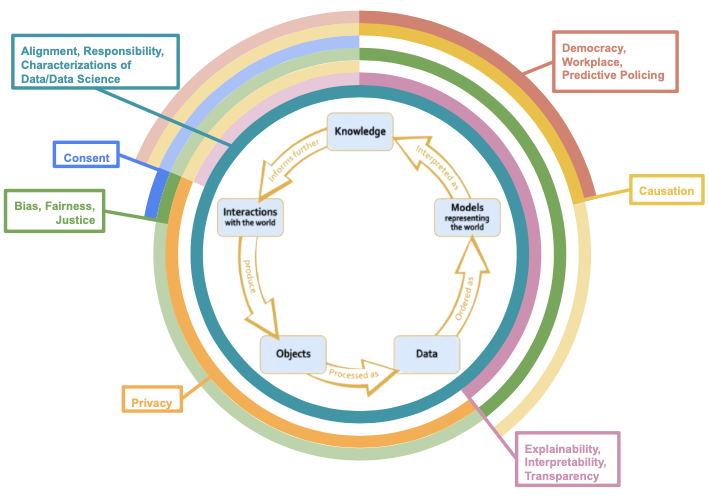 Alignment, Responsibility,
Characterizations of
Data/Data Science
Democracy,
Workplace,
Predictive Policing
Knowledge
Informs further
Interpreted as
Consent
Causation
Bias, Fairness,
Justice
Interactions
with the world
Models
representing
the world
produce
Ordered as
Objects
Data
Processed as
Privacy
Explainability,
Interpretability,
Transparency